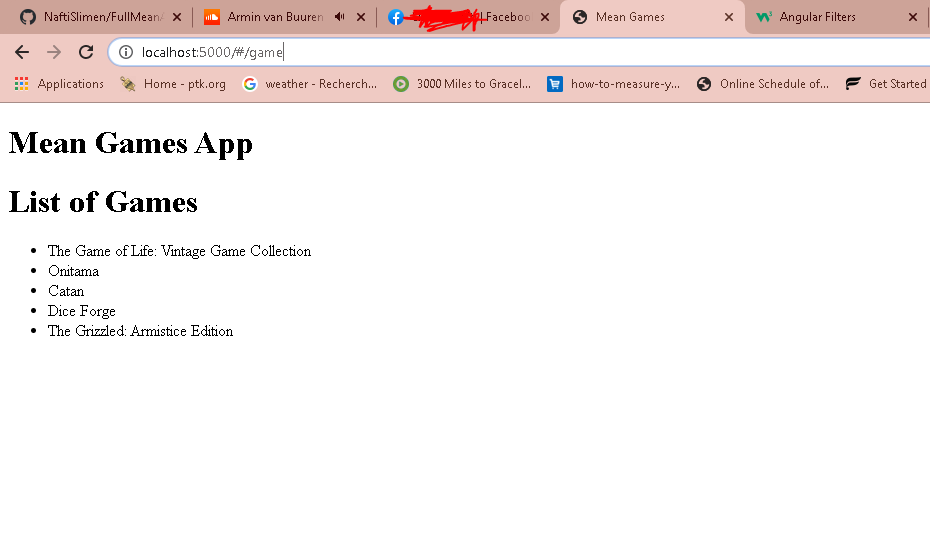 NaftiSlimen/FullMean
Armin van Buuren
| Faceboo
Mean Games
Angular Filters
localhost:5000/#/game
Applications
Home - ptk.org
weather - Recherch...
3000 Miles to Gracel...
how-to-measure-y...
Online Schedule of...
Get Started
Mean Games App
List of Games
• The Game of Life: Vintage Game Collection
• Onitama
• Catan
• Dice Forge
• The Grizzled: Armistice Edition